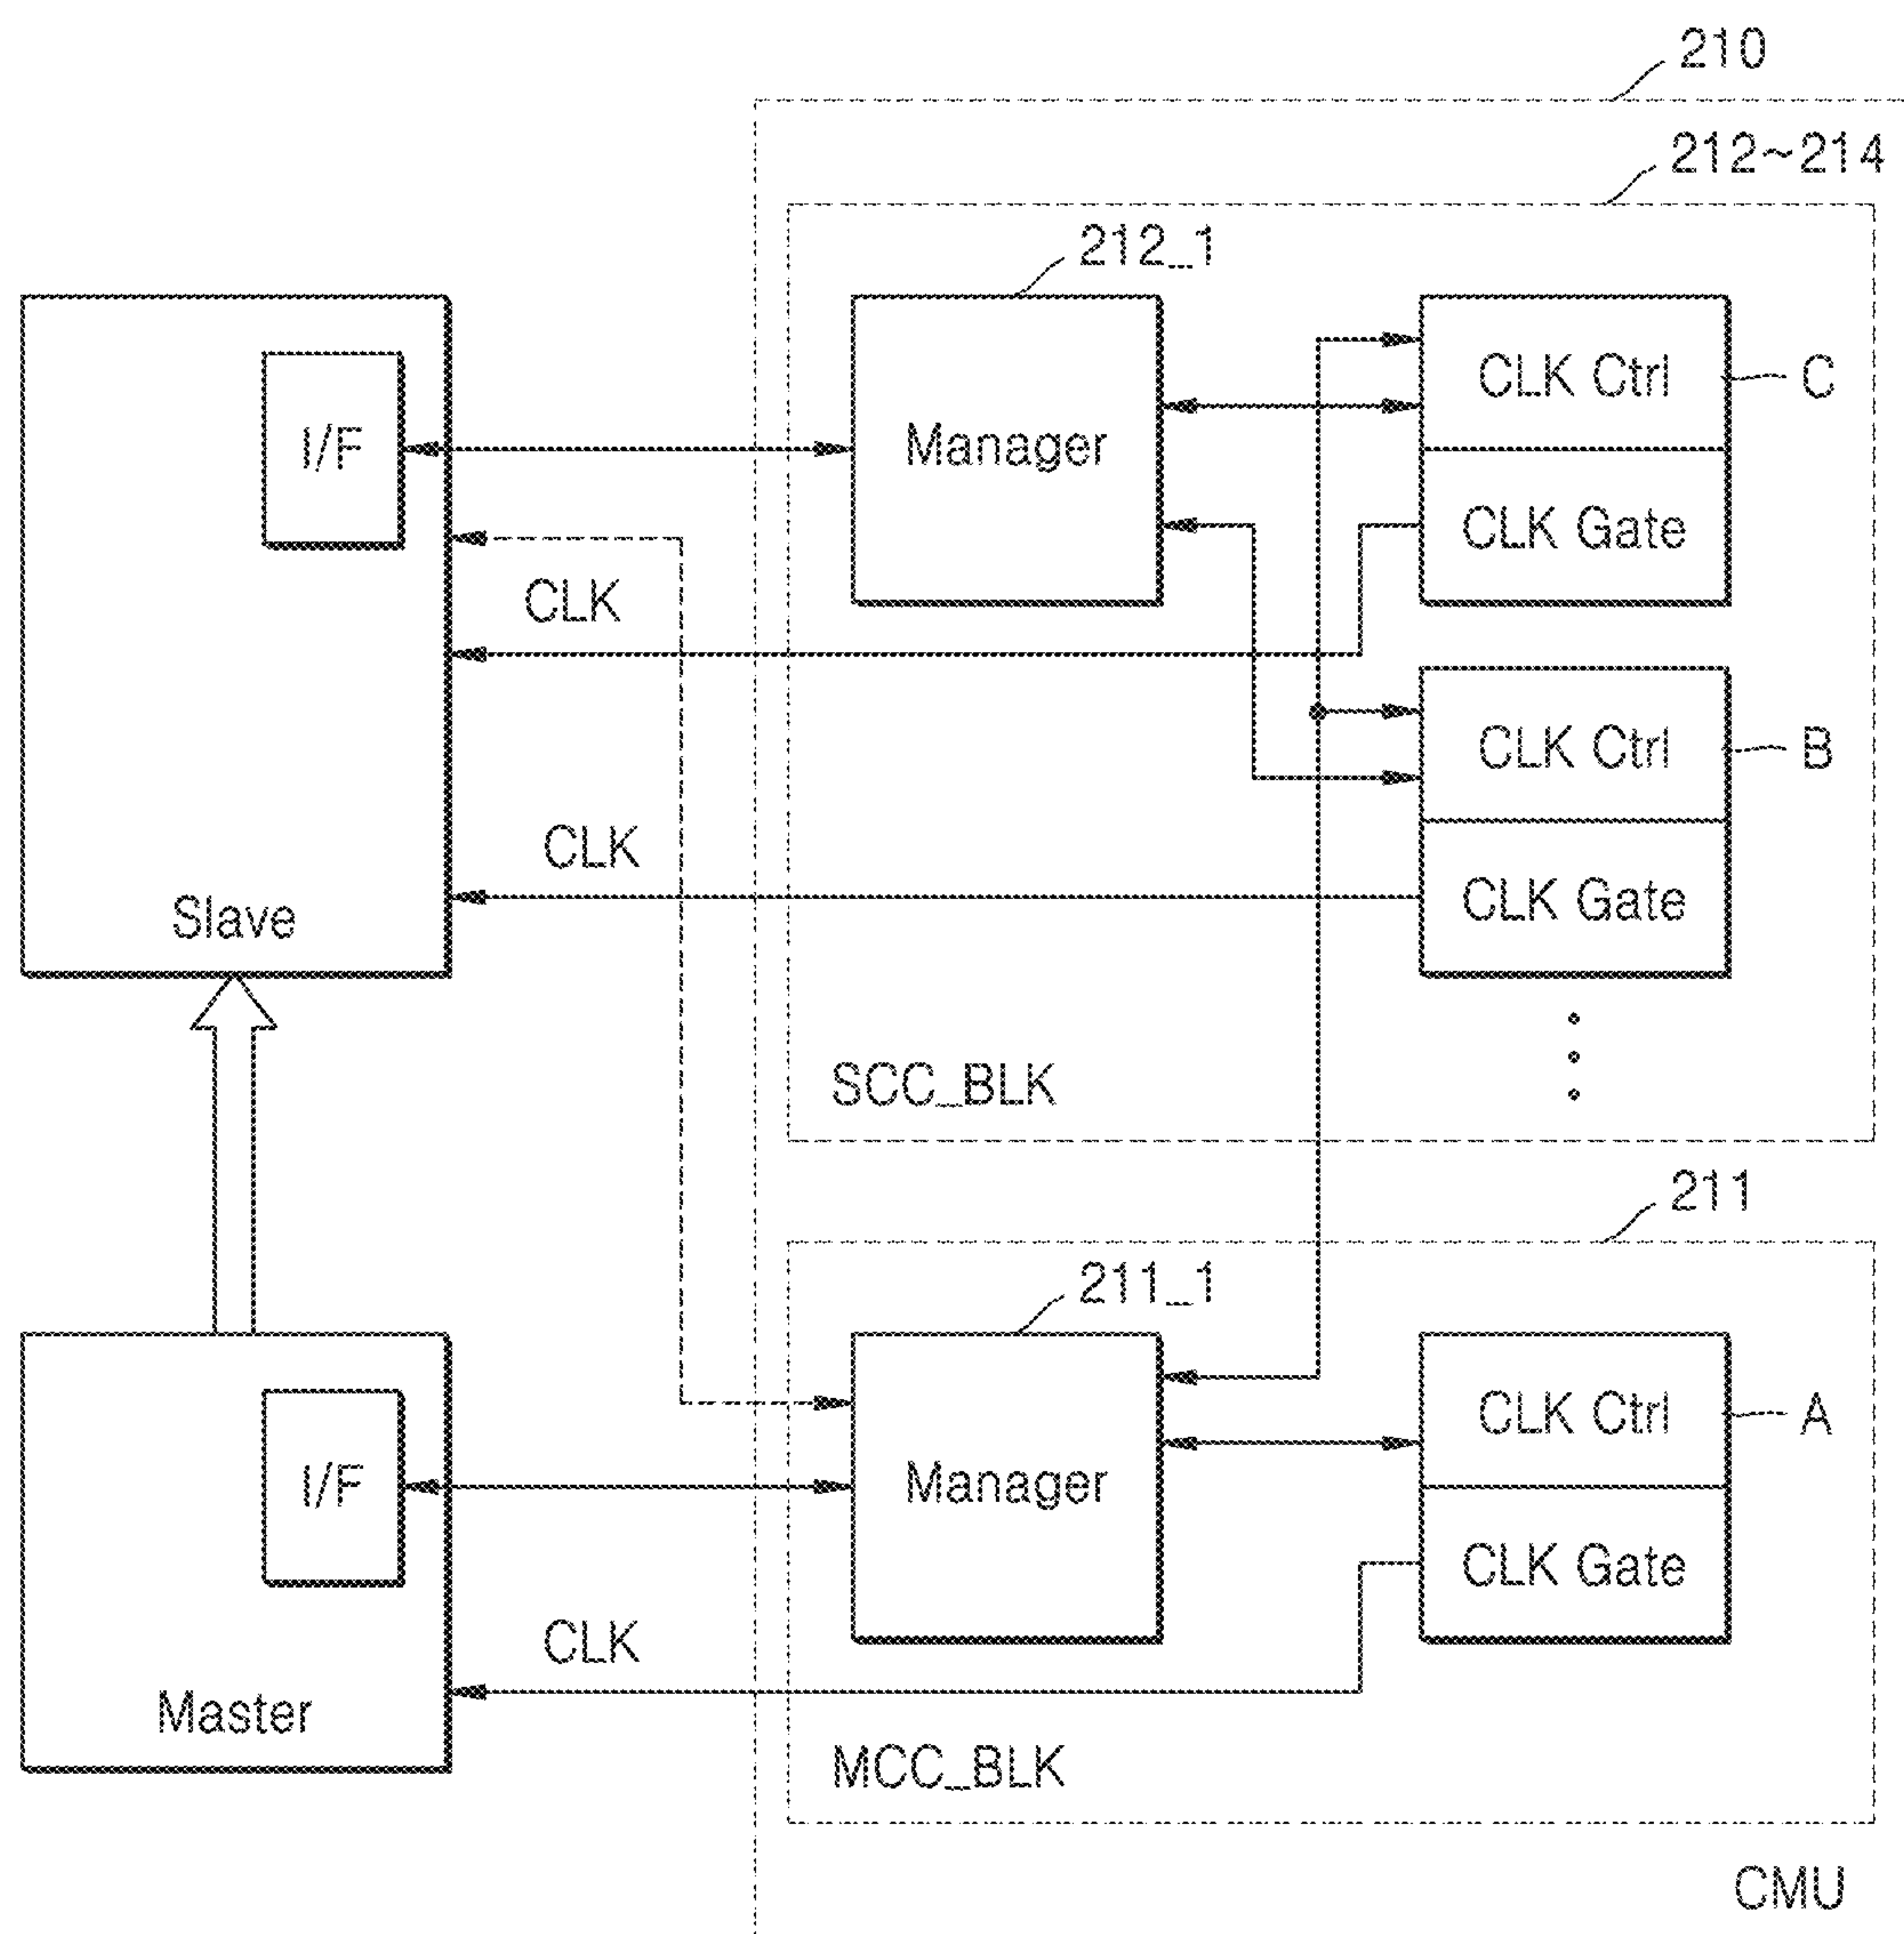 210
212~214
212_1
I/F
Manager
CLK Ctrl
C
CLK Gate
CLK
CLK Ctrl
B
CLK
CLK Gate
Slave
SCC_BLK
211
211_1
I/F
Manager
CLK Ctrl
A
CLK Gate
CLK
Master
MCC_BLK
CMU